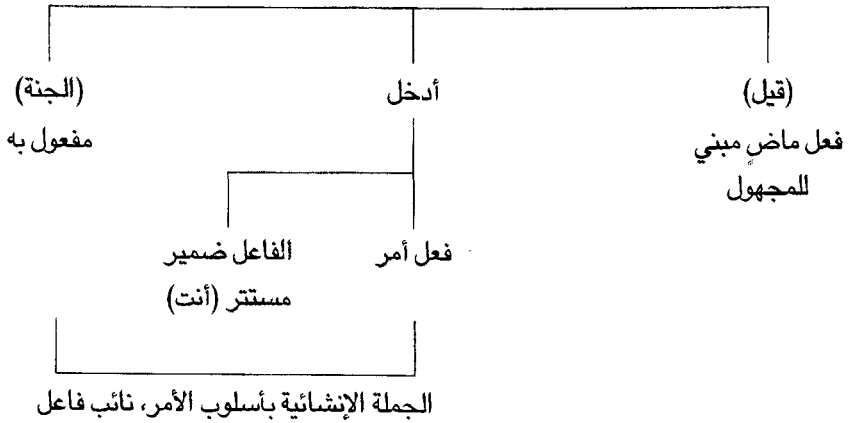 (قيل) أدخل (الجنة)
فعل ماضٍ مبني مفعول به
للمجهول
فعل أمر الفاعل ضمير
مستتر (أنت)
الجملة الإنشائية بأسلوب الأمر، نائب فاعل